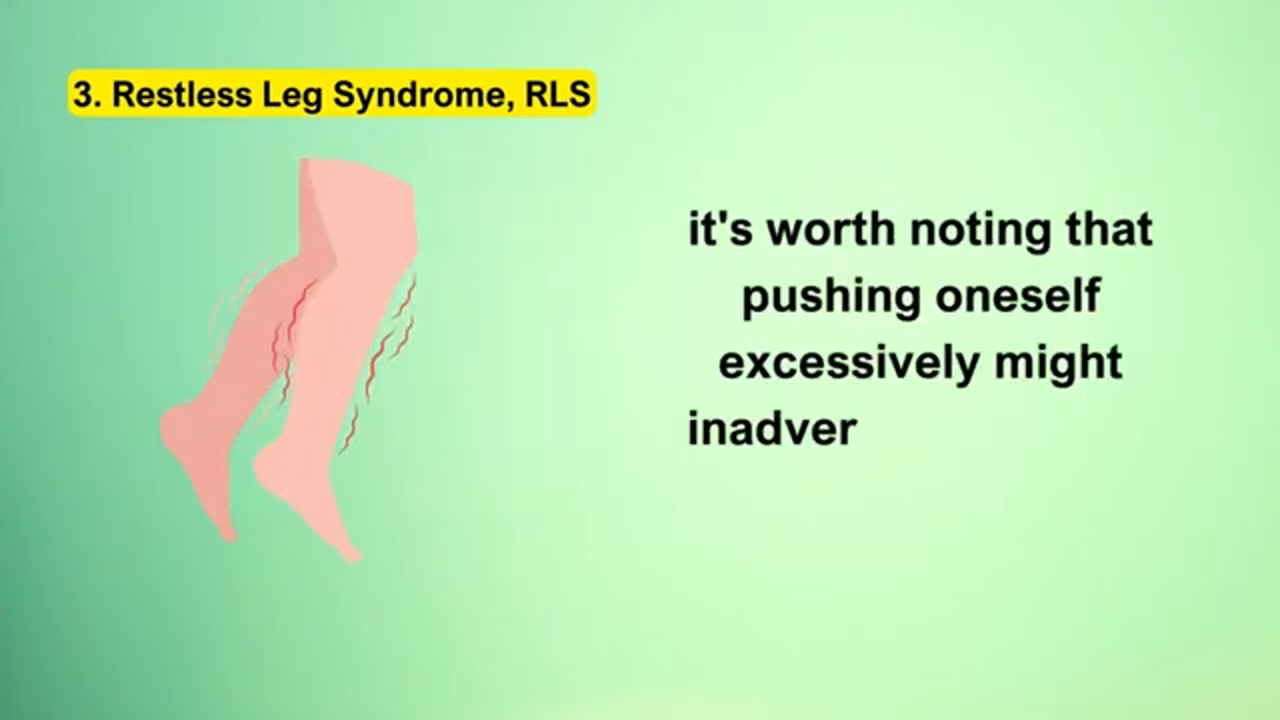 3. Restless Leg Syndrome, RLS
it's worth noting that
pushing oneself
excessively might
inadver